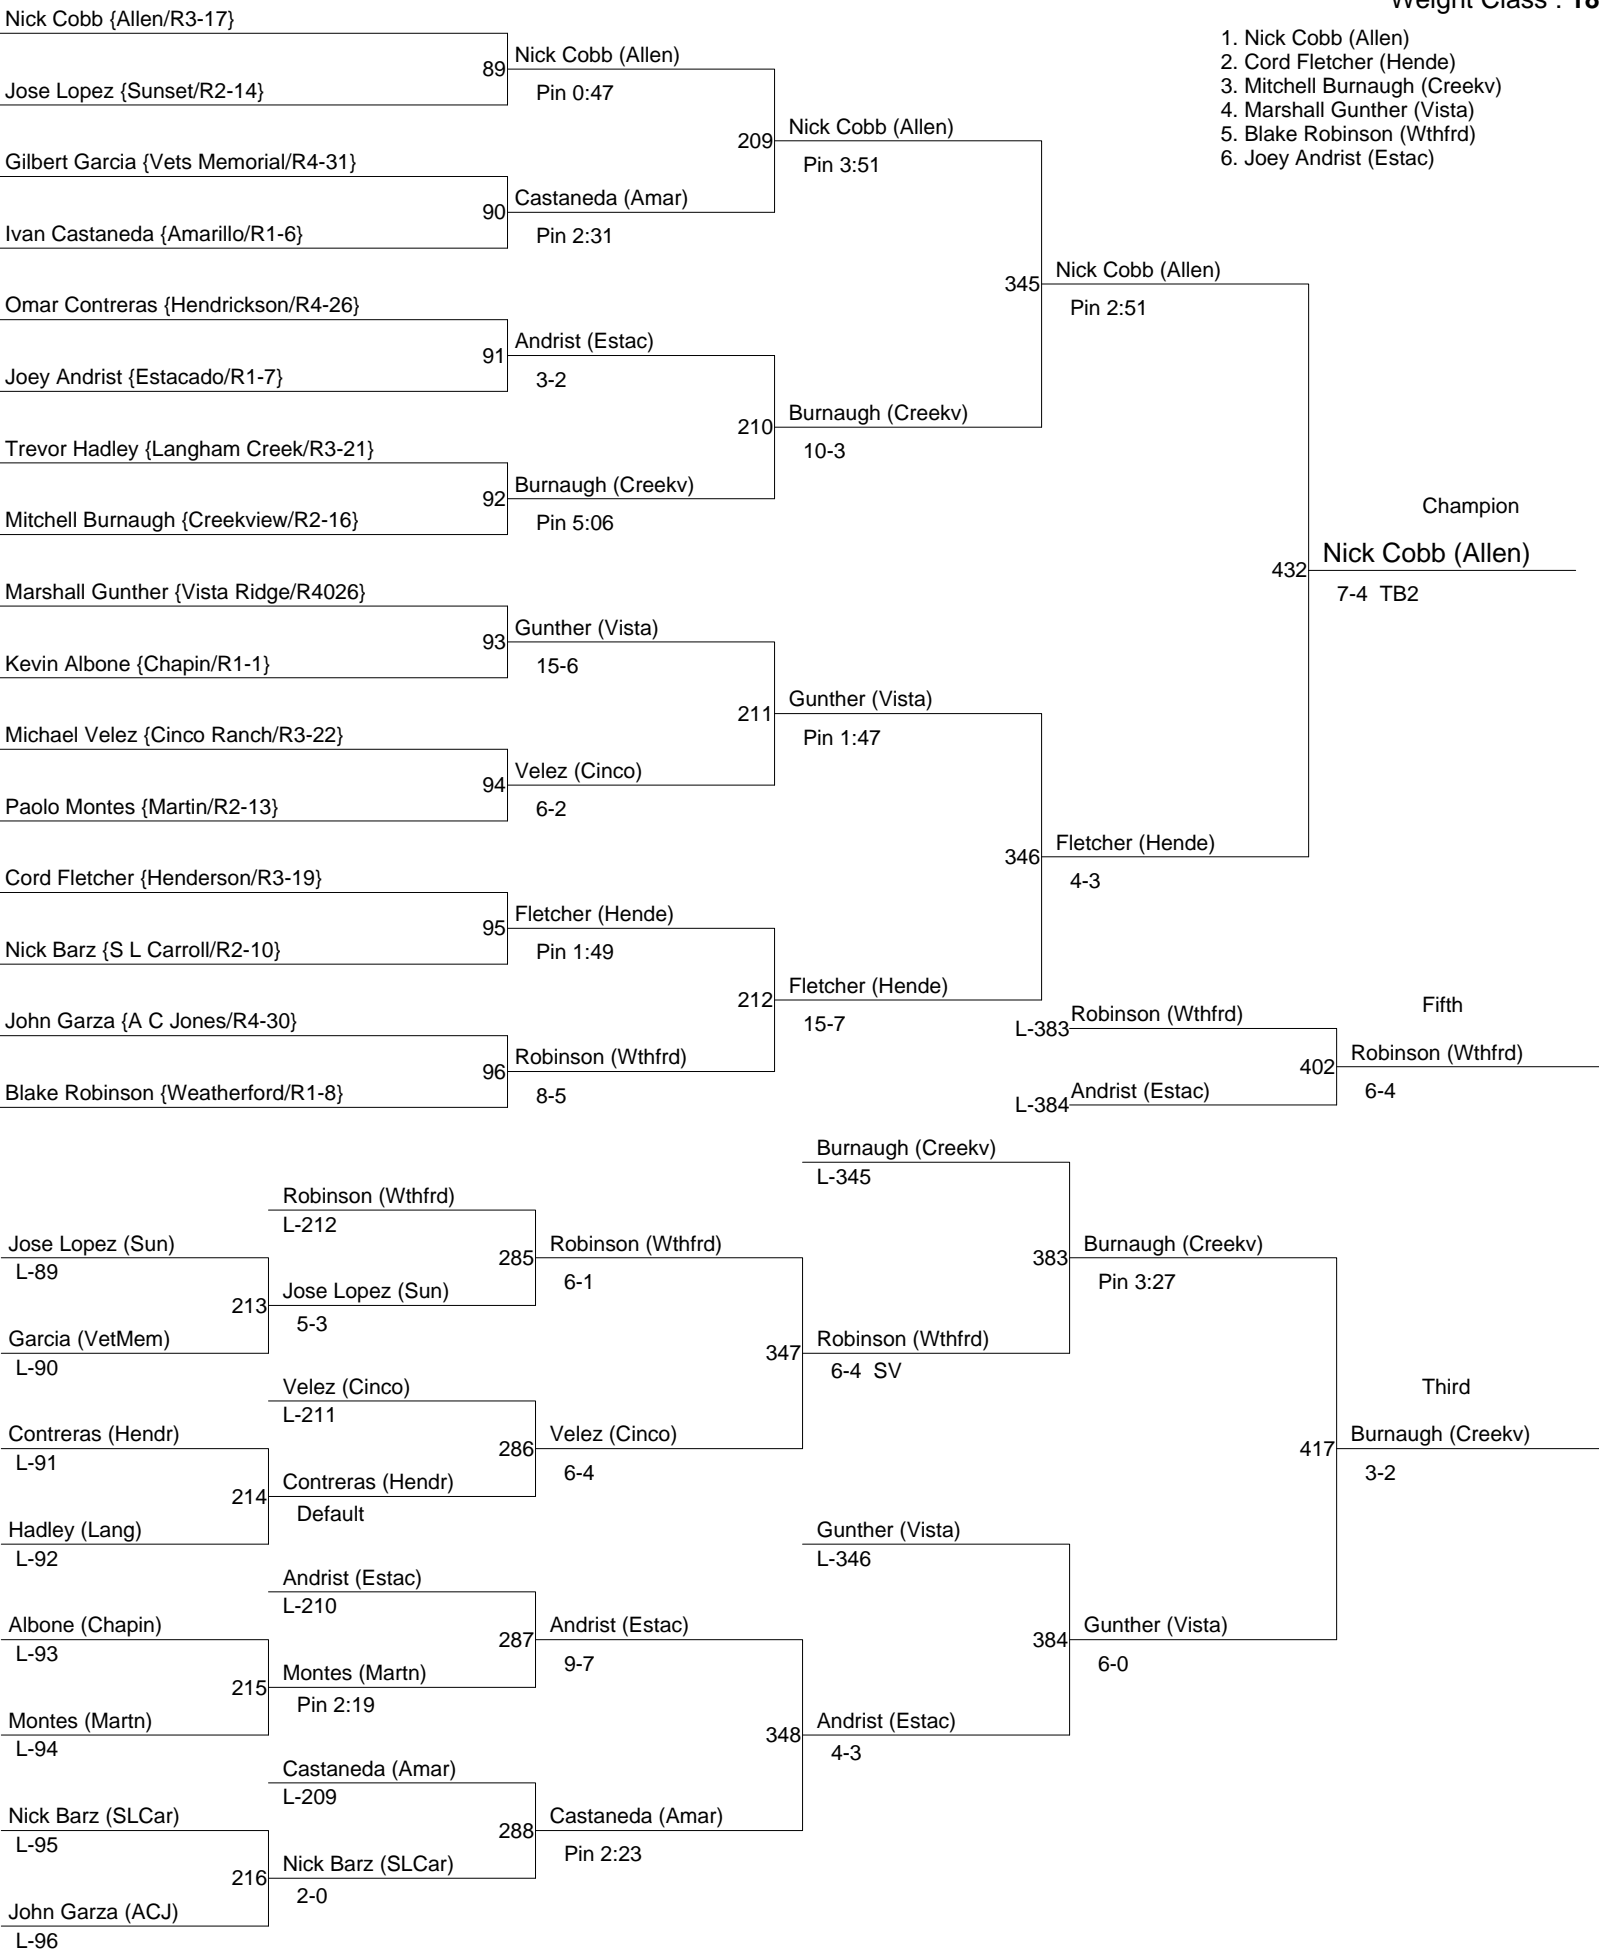 Weight Class : 18
1. Nick Cobb (Allen)
2. Cord Fletcher (Hende)
3. Mitchell Burnaugh (Creekv)
4. Marshall Gunther (Vista)
5. Blake Robinson (Wthfrd)
6. Joey Andrist (Estac)
Nick Cobb {Allen/R3-17}
Jose Lopez {Sunset/R2-14}
Gilbert Garcia {Vets Memorial/R4-31}
Ivan Castaneda {Amarillo/R1-6}
Omar Contreras {Hendrickson/R4-26}
Joey Andrist {Estacado/R1-7}
Trevor Hadley {Langham Creek/R3-21}
Mitchell Burnaugh {Creekview/R2-16}
Marshall Gunther {Vista Ridge/R4026}
Kevin Albone {Chapin/R1-1}
Michael Velez {Cinco Ranch/R3-22}
Paolo Montes {Martin/R2-13}
Cord Fletcher {Henderson/R3-19}
Nick Barz {S L Carroll/R2-10}
John Garza {A C Jones/R4-30}
Blake Robinson {Weatherford/R1-8}
89
Nick Cobb (Allen)
Pin 0:47
90
Castaneda (Amar)
Pin 2:31
91
Andrist (Estac)
3-2
92
Burnaugh (Creekv)
Pin 5:06
93
Gunther (Vista)
15-6
94
Velez (Cinco)
6-2
95
Fletcher (Hende)
Pin 1:49
96
Robinson (Wthfrd)
8-5
209
Nick Cobb (Allen)
Pin 3:51
210
Burnaugh (Creekv)
10-3
211
Gunther (Vista)
Pin 1:47
212
Fletcher (Hende)
15-7
345
Nick Cobb (Allen)
Pin 2:51
346
Fletcher (Hende)
4-3
Champion
432
Nick Cobb (Allen)
7-4 TB2
L-383
Robinson (Wthfrd)
L-384
Andrist (Estac)
Fifth
402
Robinson (Wthfrd)
6-4
Jose Lopez (Sun)
L-89
Garcia (VetMem)
L-90
Contreras (Hendr)
L-91
Hadley (Lang)
L-92
Albone (Chapin)
L-93
Montes (Martn)
L-94
Nick Barz (SLCar)
L-95
John Garza (ACJ)
L-96
Robinson (Wthfrd)
L-212
213
Jose Lopez (Sun)
5-3
Velez (Cinco)
L-211
214
Contreras (Hendr)
Default
Andrist (Estac)
L-210
215
Montes (Martn)
Pin 2:19
Castaneda (Amar)
L-209
216
Nick Barz (SLCar)
2-0
285
Robinson (Wthfrd)
6-1
286
Velez (Cinco)
6-4
287
Andrist (Estac)
9-7
288
Castaneda (Amar)
Pin 2:23
Burnaugh (Creekv)
L-345
347
Robinson (Wthfrd)
6-4 SV
Gunther (Vista)
L-346
348
Andrist (Estac)
4-3
383
Burnaugh (Creekv)
Pin 3:27
384
Gunther (Vista)
6-0
Third
417
Burnaugh (Creekv)
3-2